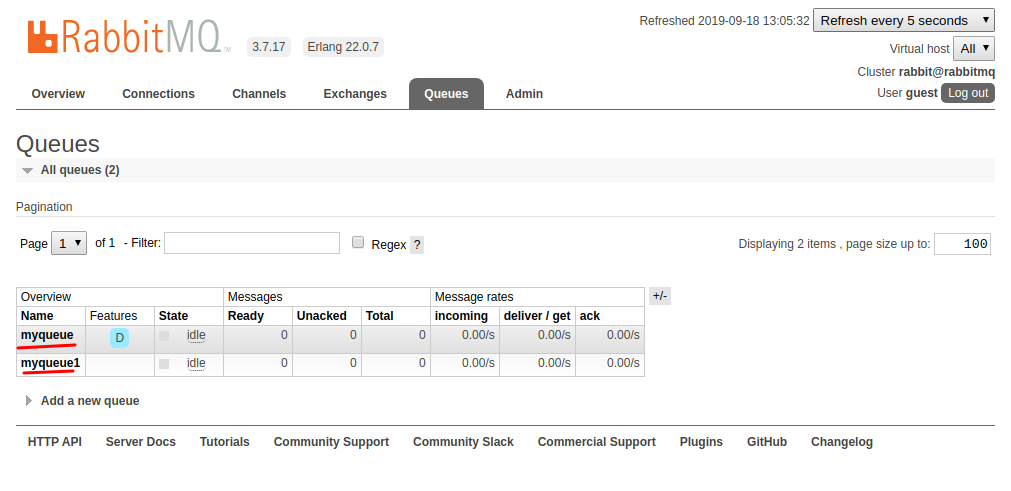 Refreshed 2019-09-18 13:05:32 Refresh every 5 seconds
RabbitMQ TM 3.7.17 Erlang 22.0.7
Virtual host All
Cluster rabbit@rabbitmq
User guest Log out
Overview Connections Channels Exchanges Queues Admin
Queues
All queues (2)
Pagination
Page 1 of 1 - Filter: Regex ? Displaying 2 items , page size up to: 100
Overview Messages Message rates +/-
Name Features State Ready Unacked Total incoming deliver / get ack
myqueue D idle 0 0 0 0.00/s 0.00/s 0.00/s
myqueue1 idle 0 0 0 0.00/s 0.00/s 0.00/s
Add a new queue
HTTP API Server Docs Tutorials Community Support Community Slack Commercial Support Plugins GitHub Changelog